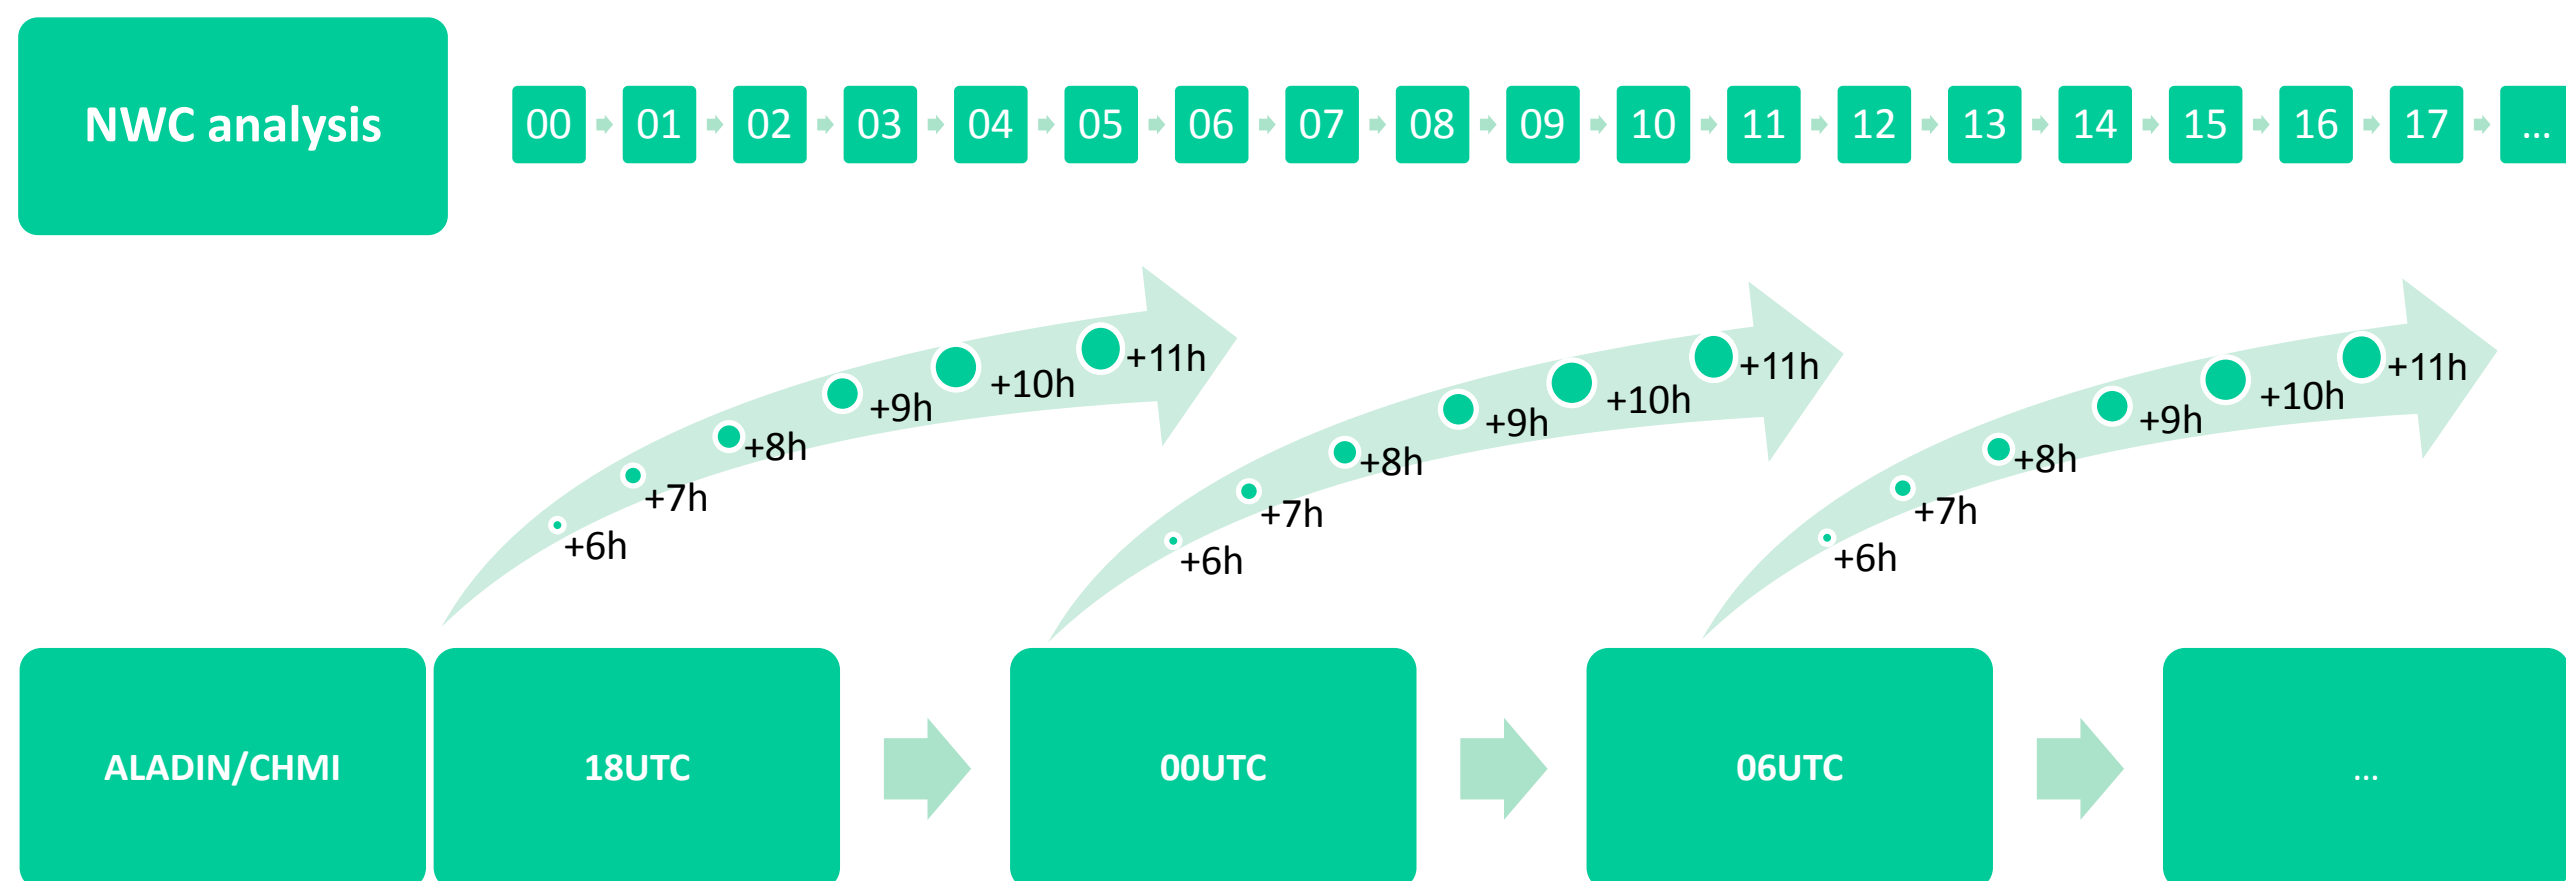 NWC analysis
00 01 02 03 04 05 06 07 08 09 10 11 12 13 14 15 16 17 ...
+6h +7h +8h +9h +10h +11h
+6h +7h +8h +9h +10h +11h
+6h +7h +8h +9h +10h +11h
ALADIN/CHMI 18UTC 00UTC 06UTC ...